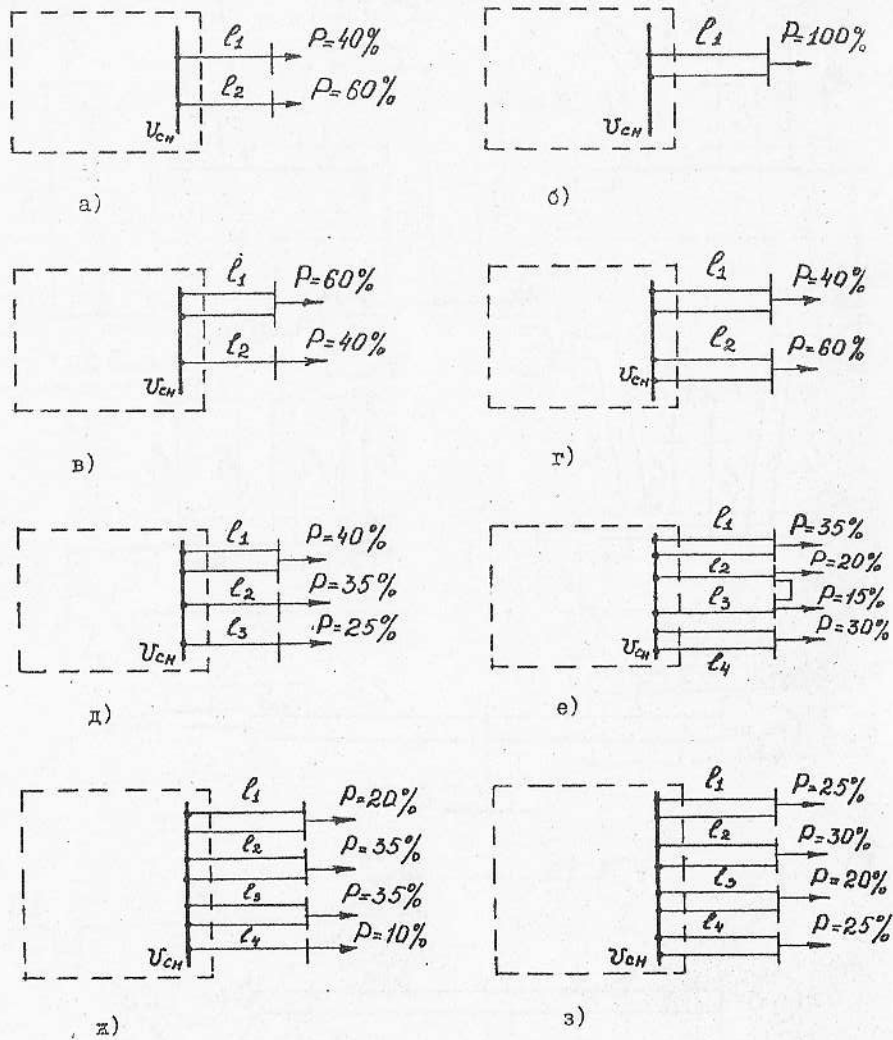 l1 P=40%
l2 P=60%
Uсн
а)
l1 P=100%
Uсн
б)
l1 P=60%
l2 P=40%
Uсн
в)
l1 P=40%
l2 P=60%
Uсн
г)
l1 P=40%
l2 P=35%
l3 P=25%
Uсн
д)
l1 P=35%
l2 P=20%
l3 P=15%
P=30%
Uсн l4
е)
l1 P=20%
l2 P=35%
l3 P=35%
l4 P=10%
Uсн
ж)
l1 P=25%
l2 P=30%
l3 P=20%
l4 P=25%
Uсн
з)